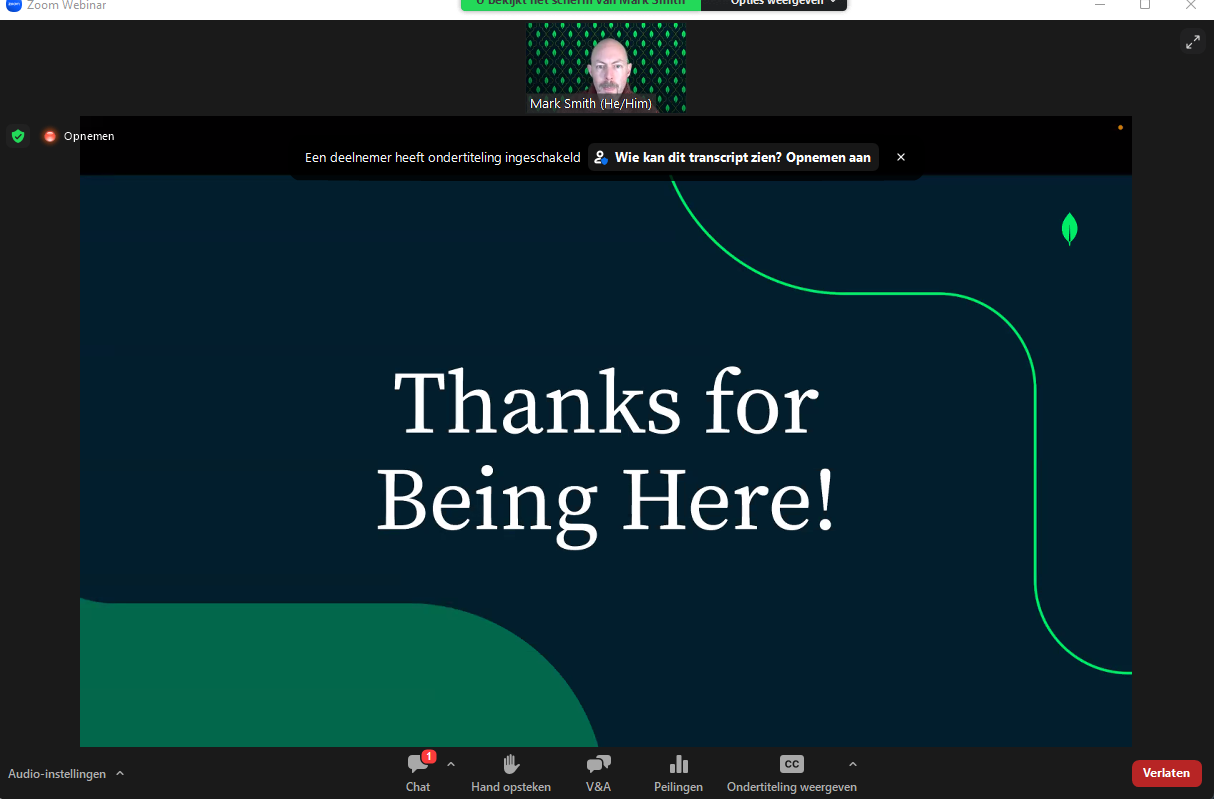 Zoom Webinar
U bekijkt het scherm van Mark Smith
Opties weergeven
Mark Smith (He/Him)
Opnemen
Een deelnemer heeft ondertiteling ingeschakeld
Wie kan dit transcript zien? Opnemen aan
Thanks for
Being Here!
Audio-instellingen
1
Chat
Hand opsteken
V&A
Peilingen
CC
Ondertiteling weergeven
Verlaten